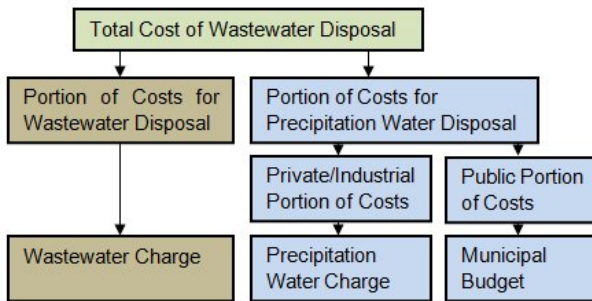 Total Cost of Wastewater Disposal
Portion of Costs for
Wastewater Disposal
Portion of Costs for
Precipitation Water Disposal
Private/Industrial
Portion of Costs
Public Portion
of Costs
Wastewater Charge
Precipitation
Water Charge
Municipal
Budget